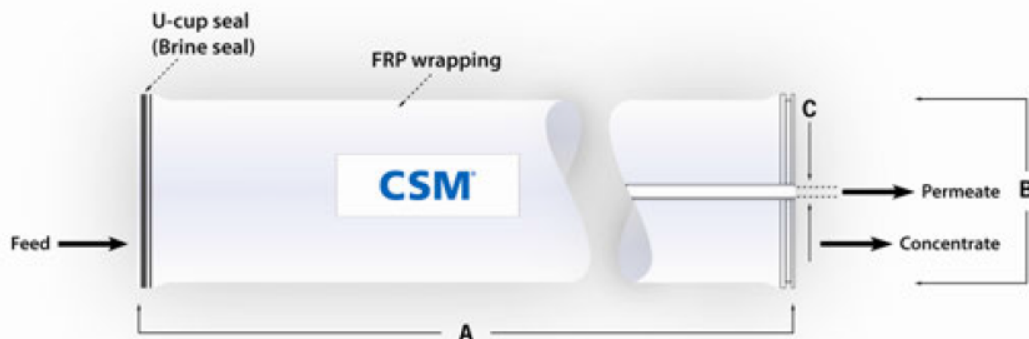 U-cup seal
(Brine seal)
FRP wrapping
C
CSM®
Permeate
B
Feed
Concentrate
A